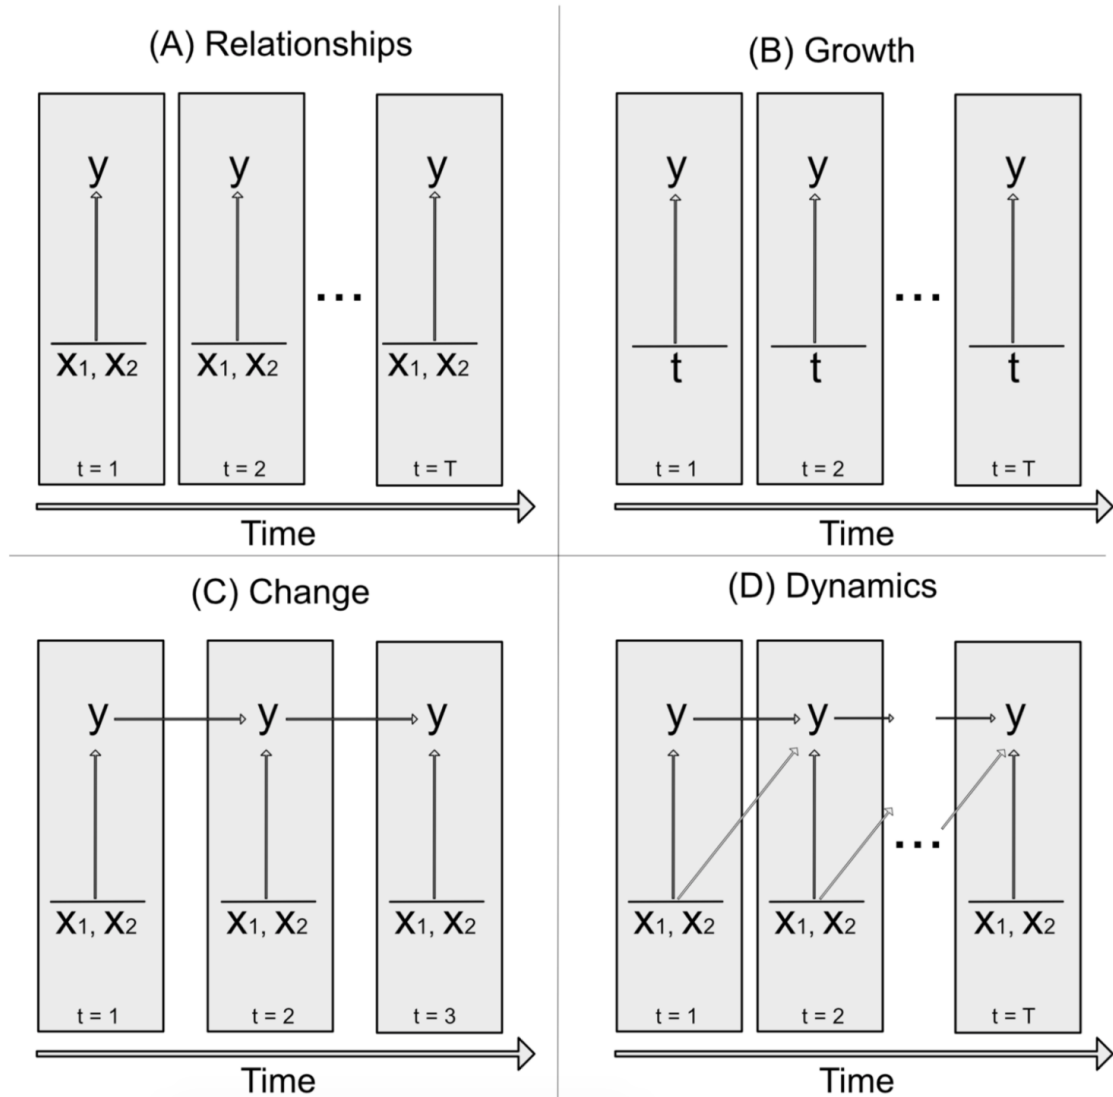 (A) Relationships
y y y
...
x₁, x₂ x₁, x₂ x₁, x₂
t = 1 t = 2 t = T
Time
(B) Growth
y y y
...
t t t
t = 1 t = 2 t = T
Time
(C) Change
y y y
x₁, x₂ x₁, x₂ x₁, x₂
t = 1 t = 2 t = 3
Time
(D) Dynamics
y y y
...
x₁, x₂ x₁, x₂ x₁, x₂
t = 1 t = 2 t = T
Time